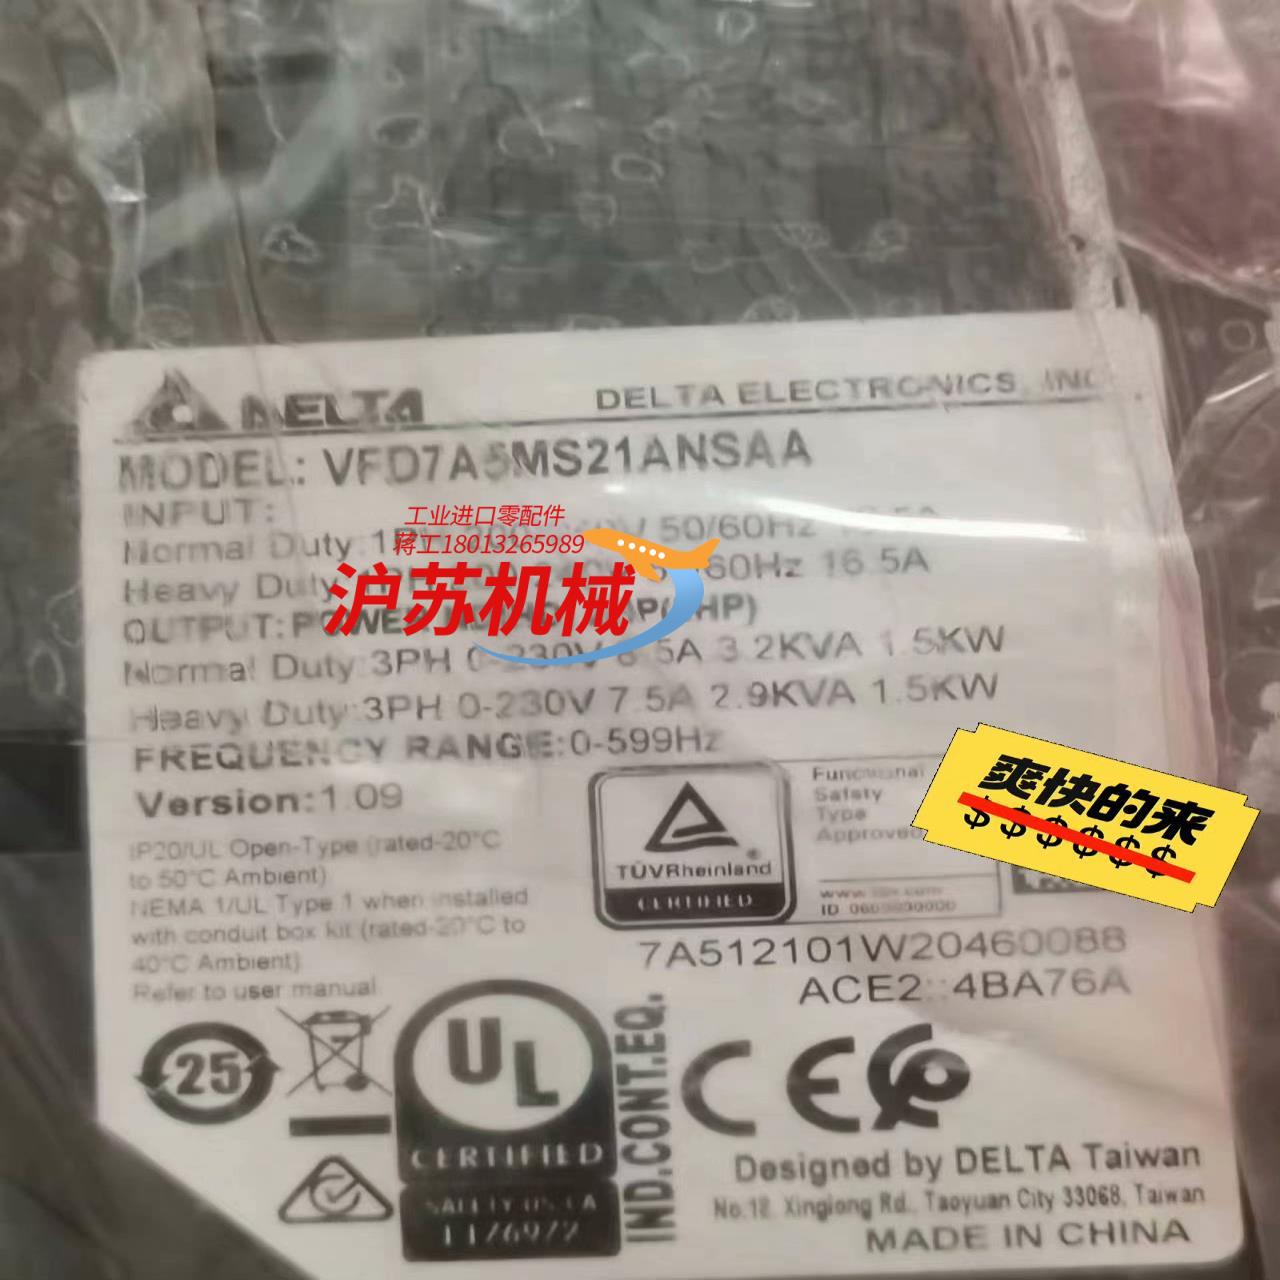 DELTA
DELTA ELECTRONICS, INC
MODEL: VFD7A5MS21ANSAA
INPUT:
工业进口零配件
Normal Duty: 50/60Hz
蒋工18013265989
Heavy Duty 60Hz 16.5A
沪苏机械
OUTPUT: POWER HP)
Normal Duty:3PH 0-230V 8.5A 3.2KVA 1.5KW
Heavy Duty:3PH 0-230V 7.5A 2.9KVA 1.5KW
FREQUENCY RANGE:0-599Hz
Version:1.09
IP20/UL Open-Type (rated-20°C
to 50°C Ambient)
NEMA 1/UL Type 1 when installed
with conduit box kit (rated-20°C to
40°C Ambient)
Refer to user manual
TÜVRheinland
CERTIFIED
Functional
Safety
Type
Approved
爽快的来
$$$$$$
7A512101W20460088
ACE2::4BA76A
25
UL
CERTIFIED
IND.CONT.EQ.
CE
Designed by DELTA Taiwan
No.18, Xinglong Rd., Taoyuan City 33068, Taiwan
MADE IN CHINA